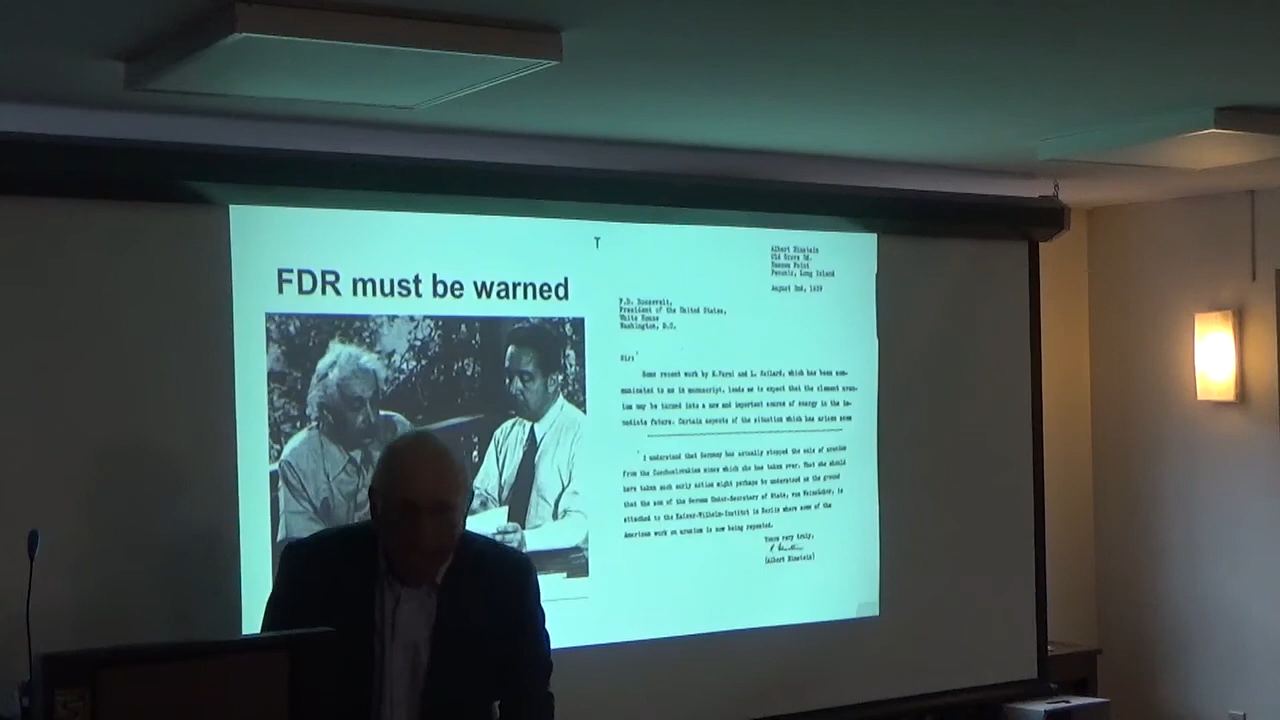 T
FDR must be warned
Albert Einstein
Old Grove Rd.
Nassau Point
Peconic, Long Island
August 2nd, 1939
F.D. Roosevelt,
President of the United States,
White House
Washington, D.C.
Sir:
Some recent work by E.Fermi and L. Szilard, which has been com-
municated to me in manuscript, leads me to expect that the element uran-
ium may be turned into a new and important source of energy in the im-
mediate future. Certain aspects of the situation which has arisen seem
I understand that Germany has actually stopped the sale of uranium
from the Czechoslovakian mines which she has taken over. That she should
have taken such early action might perhaps be understood on the ground
that the son of the German Under-Secretary of State, von Weizsäcker, is
attached to the Kaiser-Wilhelm-Institut in Berlin where some of the
American work on uranium is now being repeated.
Yours very truly,
(Albert Einstein)